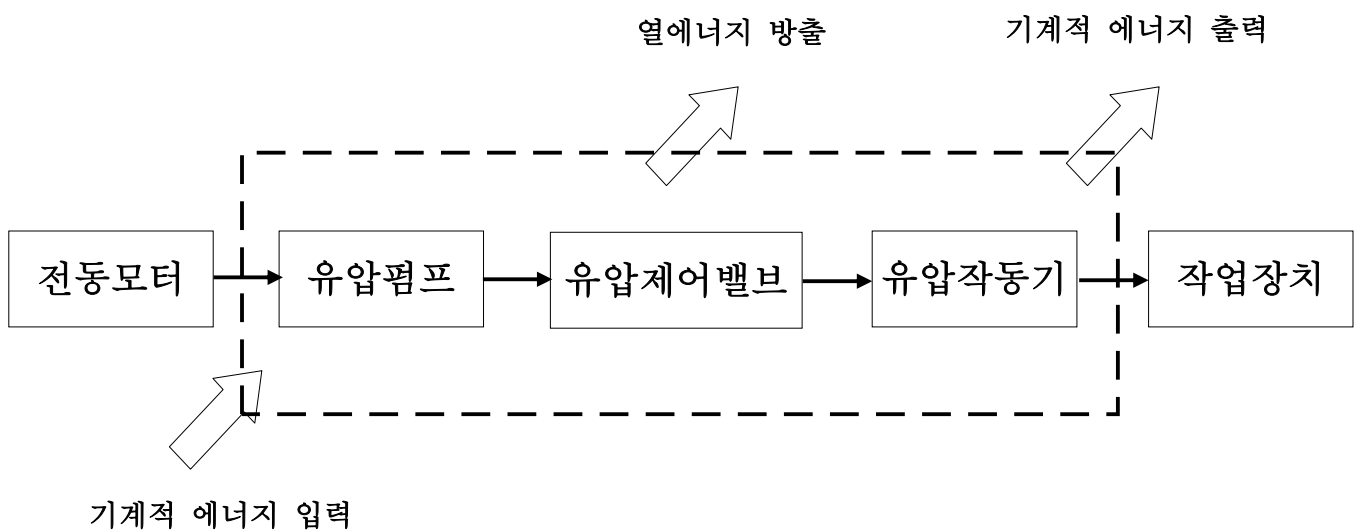 열에너지 방출
기계적 에너지 출력
전동모터
유압펌프
유압제어밸브
유압작동기
작업장치
기계적 에너지 입력